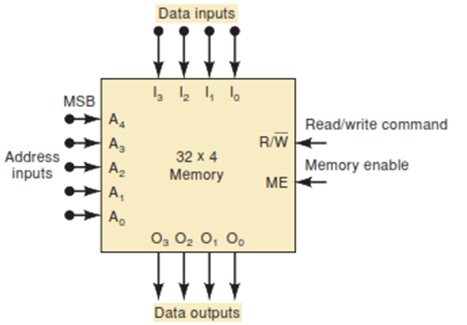 Data inputs
I₃ I₂ I₁ I₀
MSB
A₄
A₃
A₂
A₁
A₀
Address
inputs
32 x 4
Memory
R/W̅
Read/write command
ME
Memory enable
O₃ O₂ O₁ O₀
Data outputs